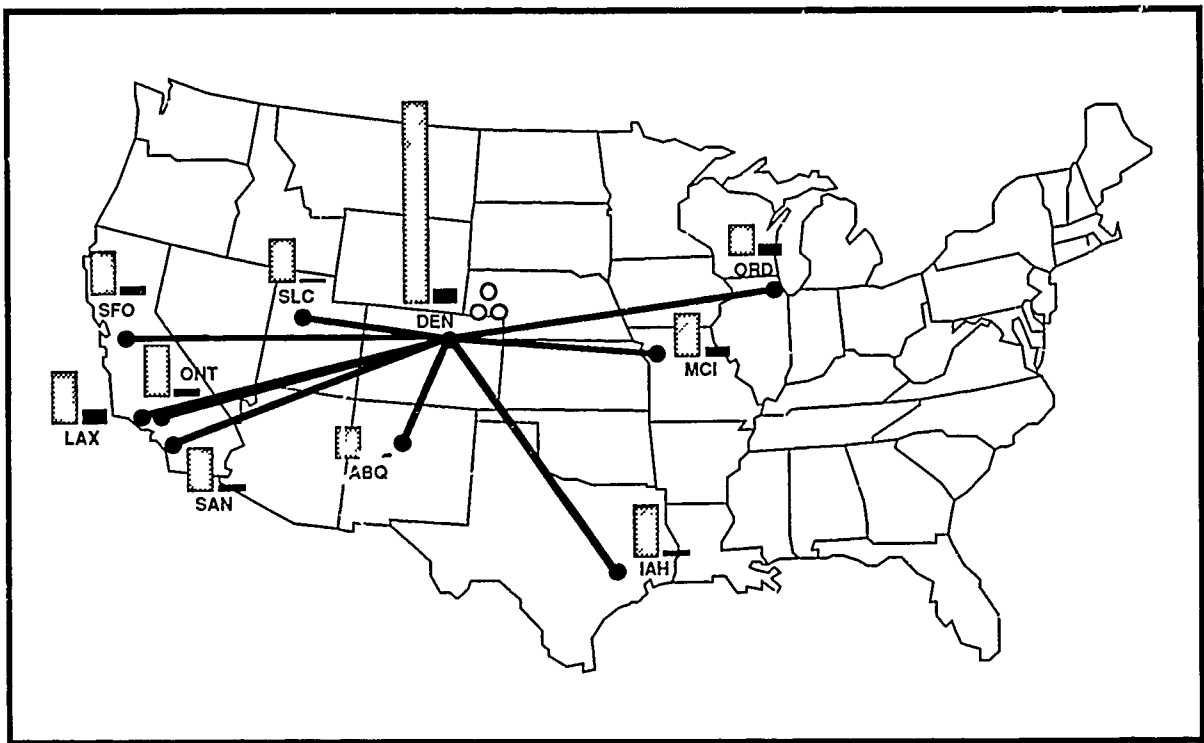 ORD
SLC
SFO
DEN
MCI
ONT
LAX
ABQ
SAN
IAH